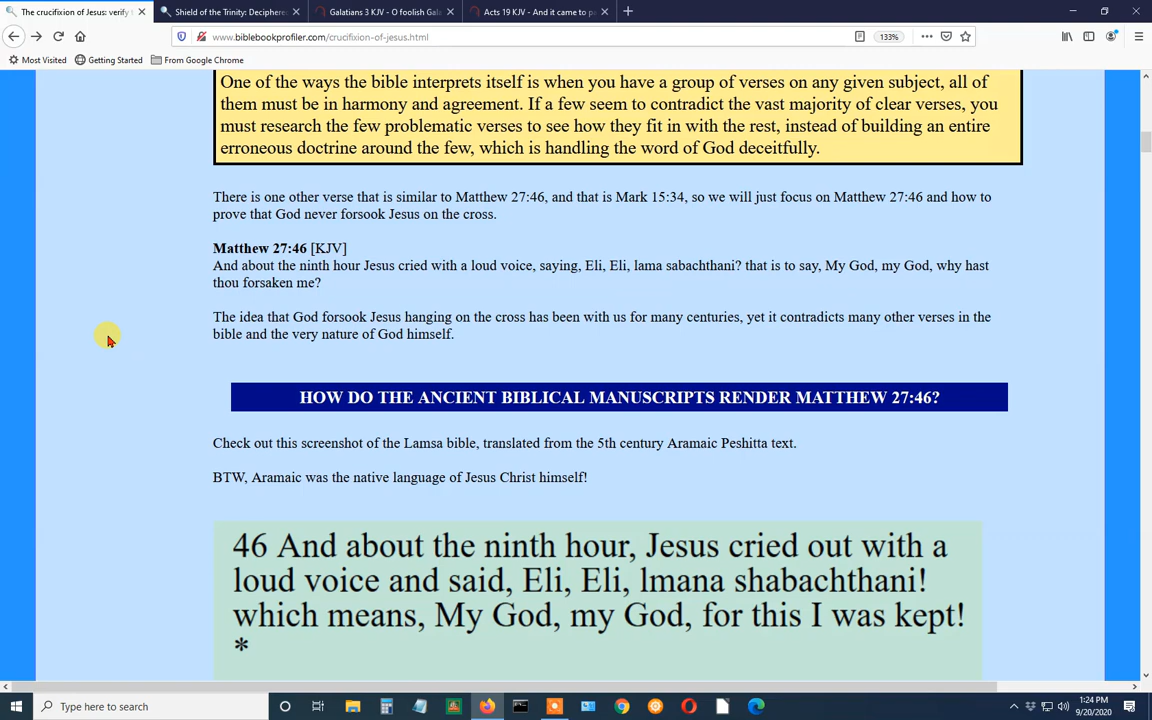 The crucifixion of Jesus: verify
Shield of the Trinity: Deciphere
Galatians 3 KJV - O foolish Gala
Acts 19 KJV - And it came to pa
www.biblebookprofiler.com/crucifixion-of-jesus.html
133%
Most Visited
Getting Started
From Google Chrome
One of the ways the bible interprets itself is when you have a group of verses on any given subject, all of
them must be in harmony and agreement. If a few seem to contradict the vast majority of clear verses, you
must research the few problematic verses to see how they fit in with the rest, instead of building an entire
erroneous doctrine around the few, which is handling the word of God deceitfully.
There is one other verse that is similar to Matthew 27:46, and that is Mark 15:34, so we will just focus on Matthew 27:46 and how to
prove that God never forsook Jesus on the cross.
Matthew 27:46 [KJV]
And about the ninth hour Jesus cried with a loud voice, saying, Eli, Eli, lama sabachthani? that is to say, My God, my God, why hast
thou forsaken me?
The idea that God forsook Jesus hanging on the cross has been with us for many centuries, yet it contradicts many other verses in the
bible and the very nature of God himself.
HOW DO THE ANCIENT BIBLICAL MANUSCRIPTS RENDER MATTHEW 27:46?
Check out this screenshot of the Lamsa bible, translated from the 5th century Aramaic Peshitta text.
BTW, Aramaic was the native language of Jesus Christ himself!
46 And about the ninth hour, Jesus cried out with a
loud voice and said, Eli, Eli, lmana shabachthani!
which means, My God, my God, for this I was kept!
*
Type here to search
1:24 PM
9/20/2020